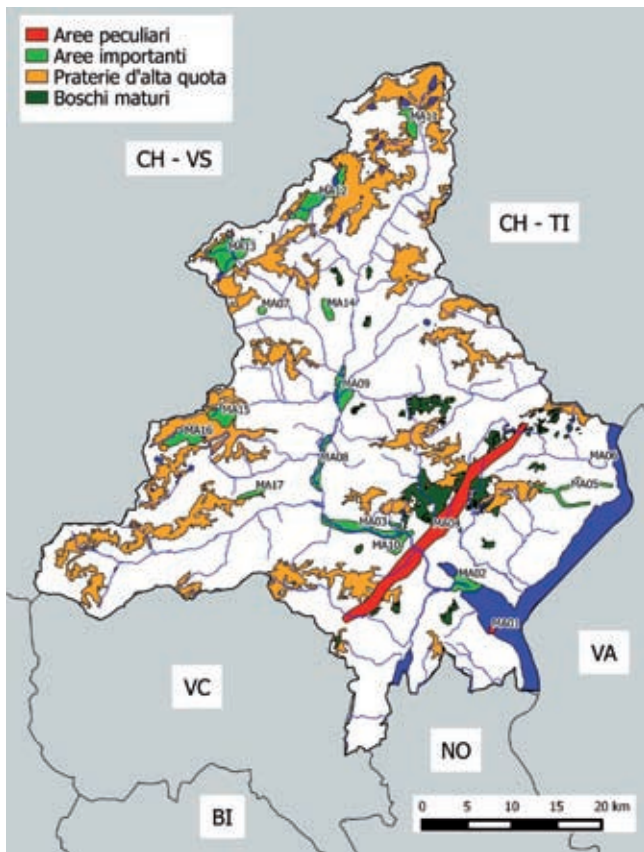 Aree peculiari
Aree importanti
Praterie d'alta quota
Boschi maturi
CH - VS
MA11
CH - TI
MA12
MA13
MA07
MA14
MA09
MA15
MA16
MA08
MA06
MA17
MA05
MA03
MA04
MA10
MA02
MA01
VA
VC
NO
BI
0 5 10 15 20 km